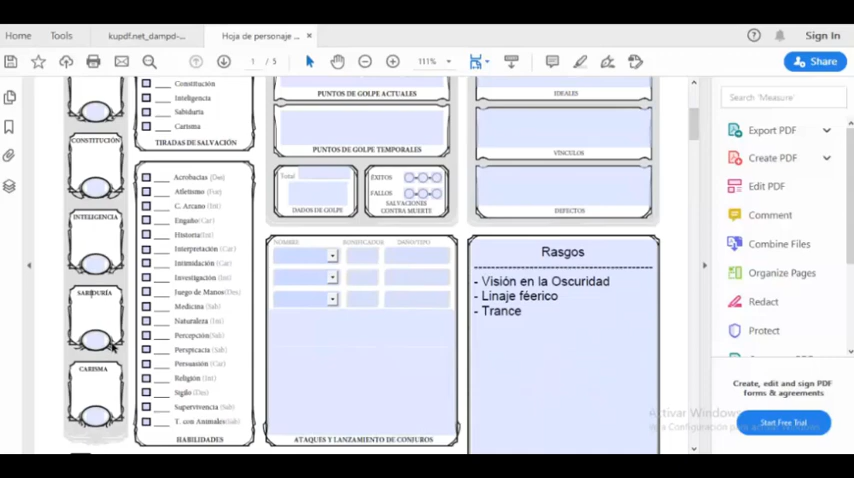 Home Tools kupdf.net_dampd-... Hoja de personaje ... × Sign In
1 / 5 111% Share
Constitución
Inteligencia
Sabiduría
Carisma
TIRADAS DE SALVACIÓN
PUNTOS DE GOLPE ACTUALES
PUNTOS DE GOLPE TEMPORALES
Total
DADOS DE GOLPE
ÉXITOS
FALLOS
SALVACIONES
CONTRA MUERTE
IDEALES
VÍNCULOS
DEFECTOS
CONSTITUCIÓN
INTELIGENCIA
SABIDURÍA
CARISMA
Acrobacias (Des)
Atletismo (Fue)
C. Arcano (Int)
Engaño(Car)
Historia(Int)
Interpretación (Car)
Intimidación (Car)
Investigación (Int)
Juego de Manos(Des)
Medicina (Sab)
Naturaleza (Int)
Percepción(Sab)
Perspicacia (Sab)
Persuasión (Car)
Religión (Int)
Sigilo (Des)
Supervivencia (Sab)
T. con Animales(Sab)
HABILIDADES
NOMBRE BONIFICADOS DAÑO/TIPO
ATAQUES Y LANZAMIENTO DE CONJUROS
Rasgos
- Visión en la Oscuridad
- Linaje féerico
- Trance
Search 'Measure'
Export PDF
Create PDF
Edit PDF
Comment
Combine Files
Organize Pages
Redact
Protect
Create, edit and sign PDF
forms & agreements
Start Free Trial
Activar Windows